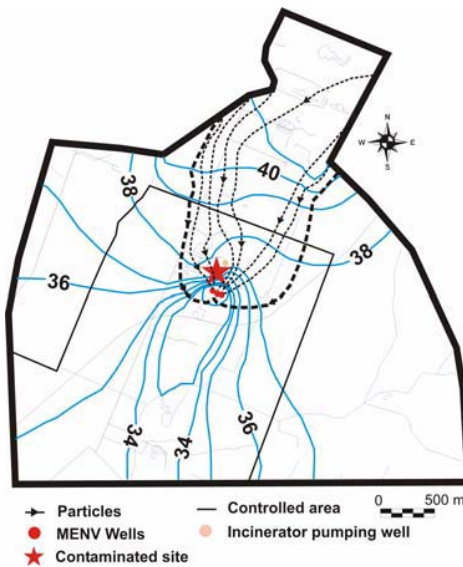 N
W E
S
40
38
38
36
34
34
36
Particles
Controlled area
0 500 m
MENV Wells
Incinerator pumping well
Contaminated site